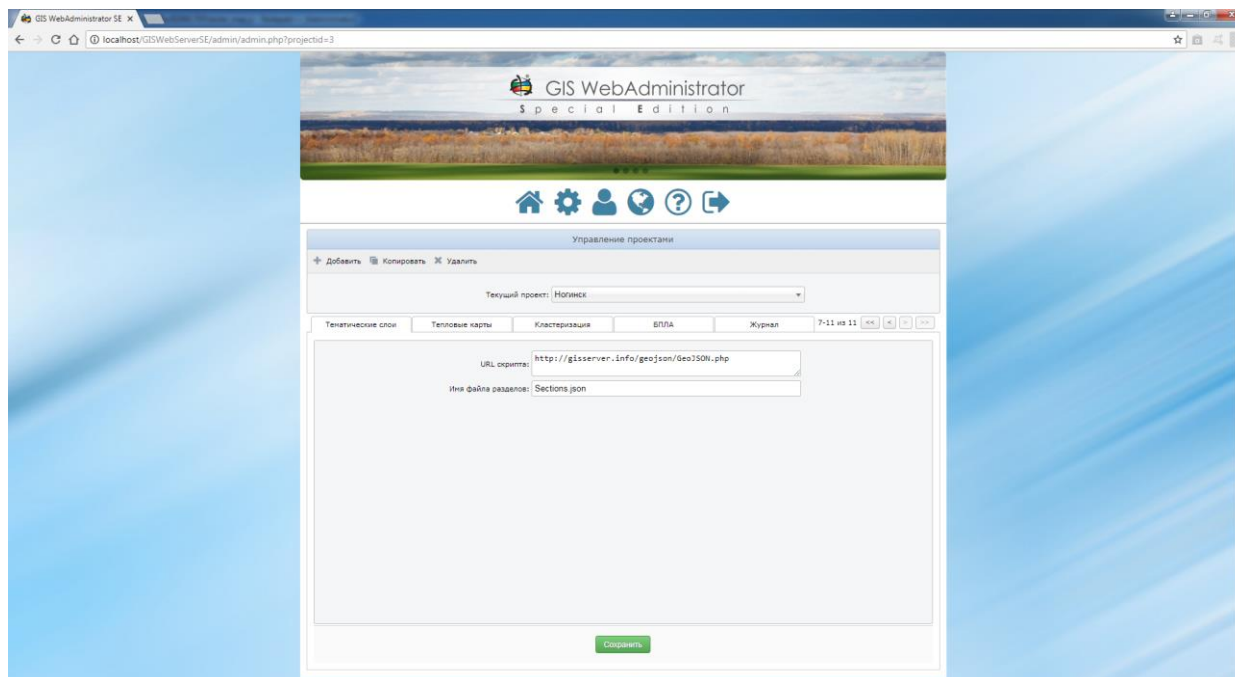 GIS WebAdministrator SE
localhost/GISWebServerSE/admin/admin.php?projectid=3
GIS WebAdministrator
Special Edition
Управление проектами
Добавить Копировать Удалить
Текущий проект: Ногинск
Тематические слои Тепловые карты Кластеризация БПЛА Журнал 7-11 из 11 << < > >>
URL скрипта: http://gisserver.info/geojson/GeoJSON.php
Имя файла разделов: Sections.json
Сохранить